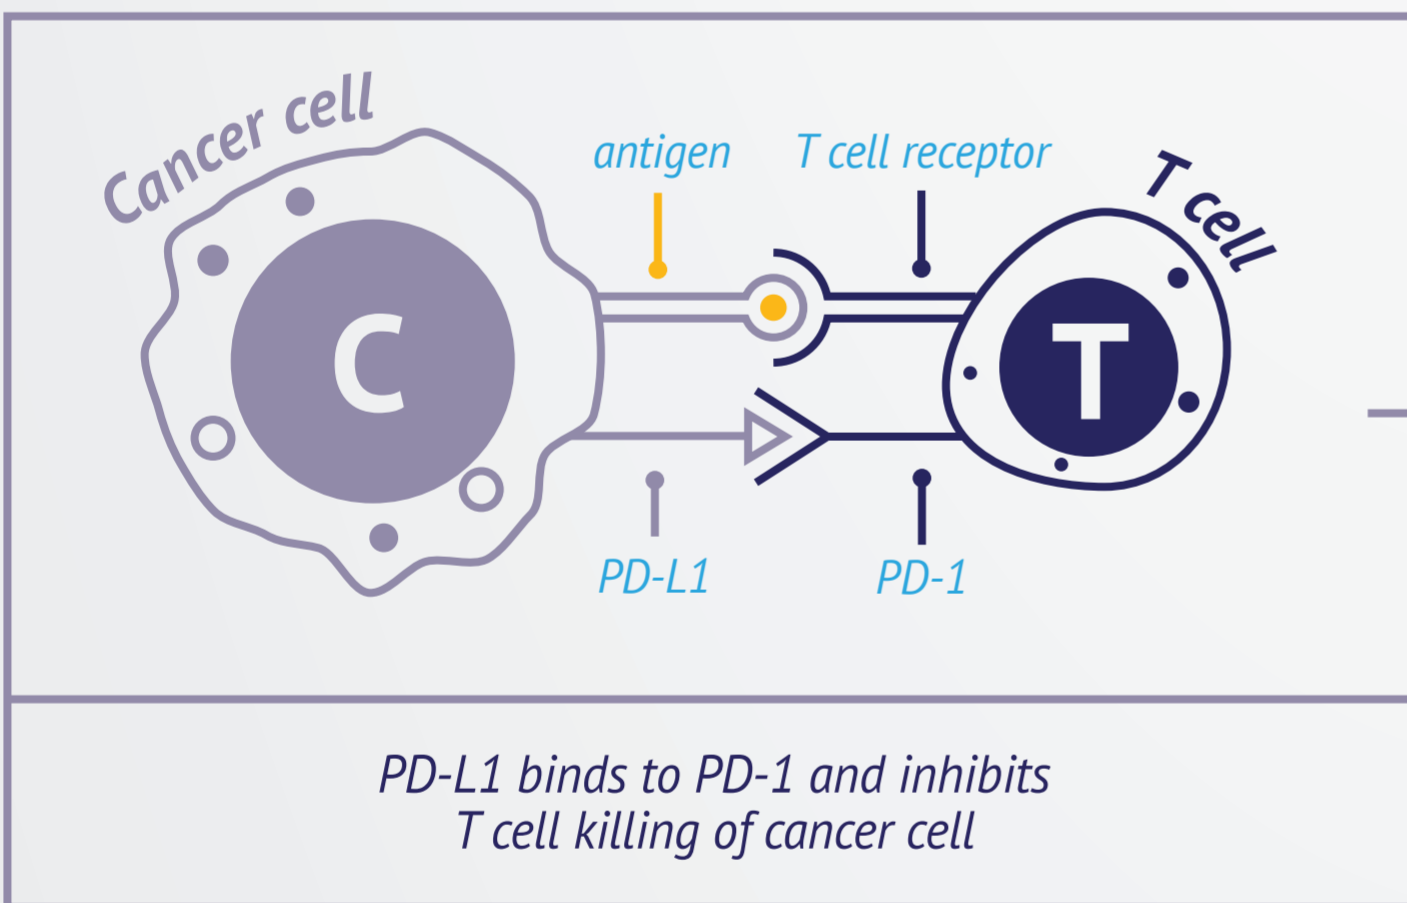 Cancer cell
antigen
T cell receptor
T cell
C
T
PD-L1
PD-1
PD-L1 binds to PD-1 and inhibits
T cell killing of cancer cell